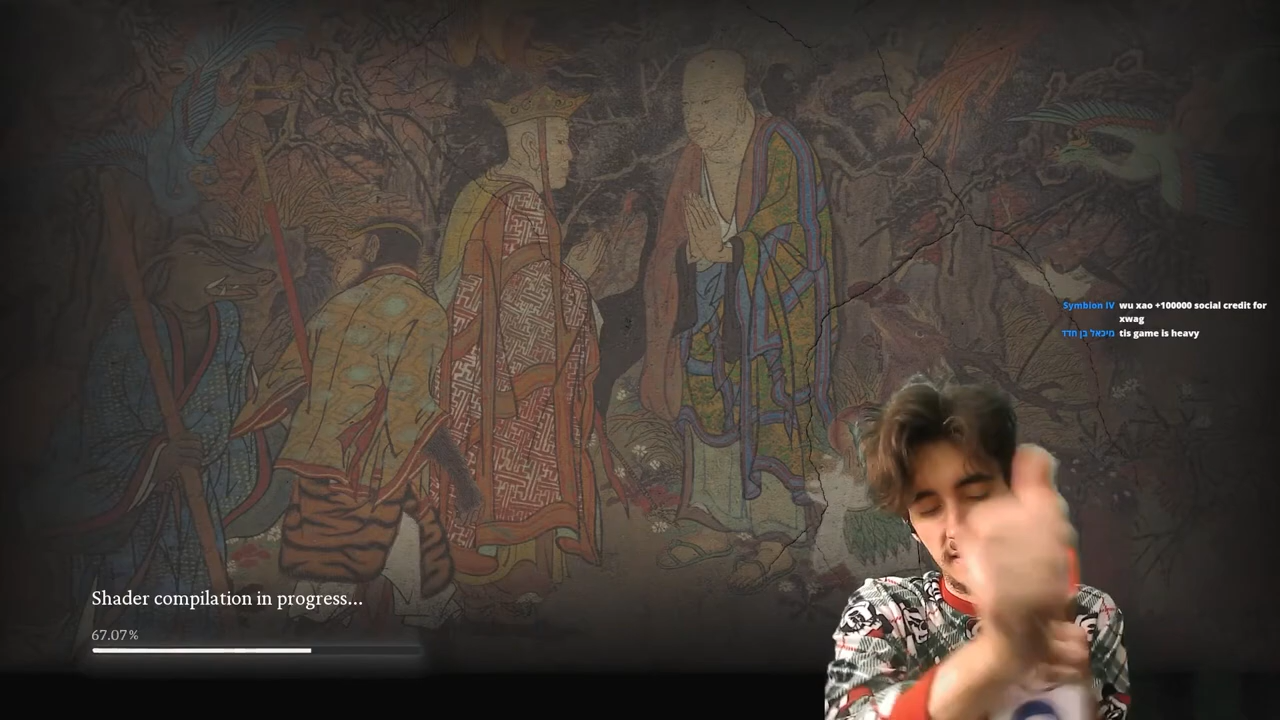 Symbion IV wu xao +100000 social credit for
xwag
מיכאל בן חדד tis game is heavy
Shader compilation in progress...
67.07%